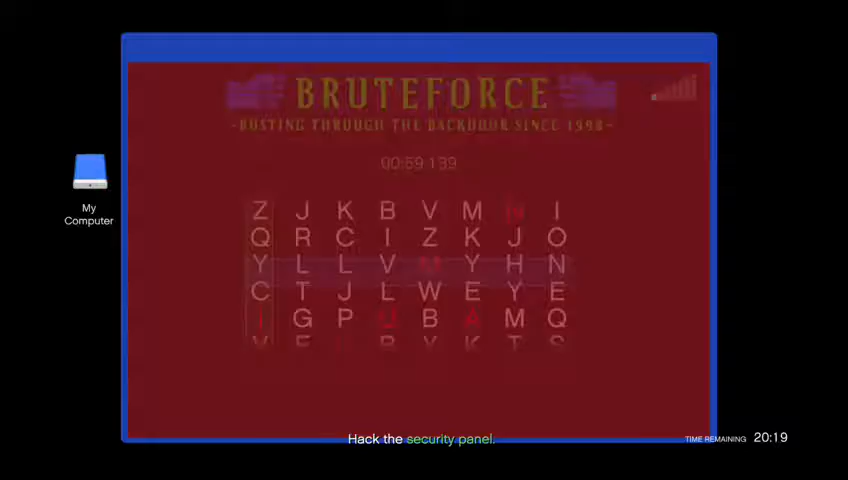 BRUTEFORCE
-BUSTING THROUGH THE BACKDOOR SINCE 1998-
00:59 139
Z J K B V M N I
Q R C I Z K J O
Y L L V M Y H N
C T J L W E Y E
I G P U B A M Q
My
Computer
Hack the security panel.
TIME REMAINING 20:19